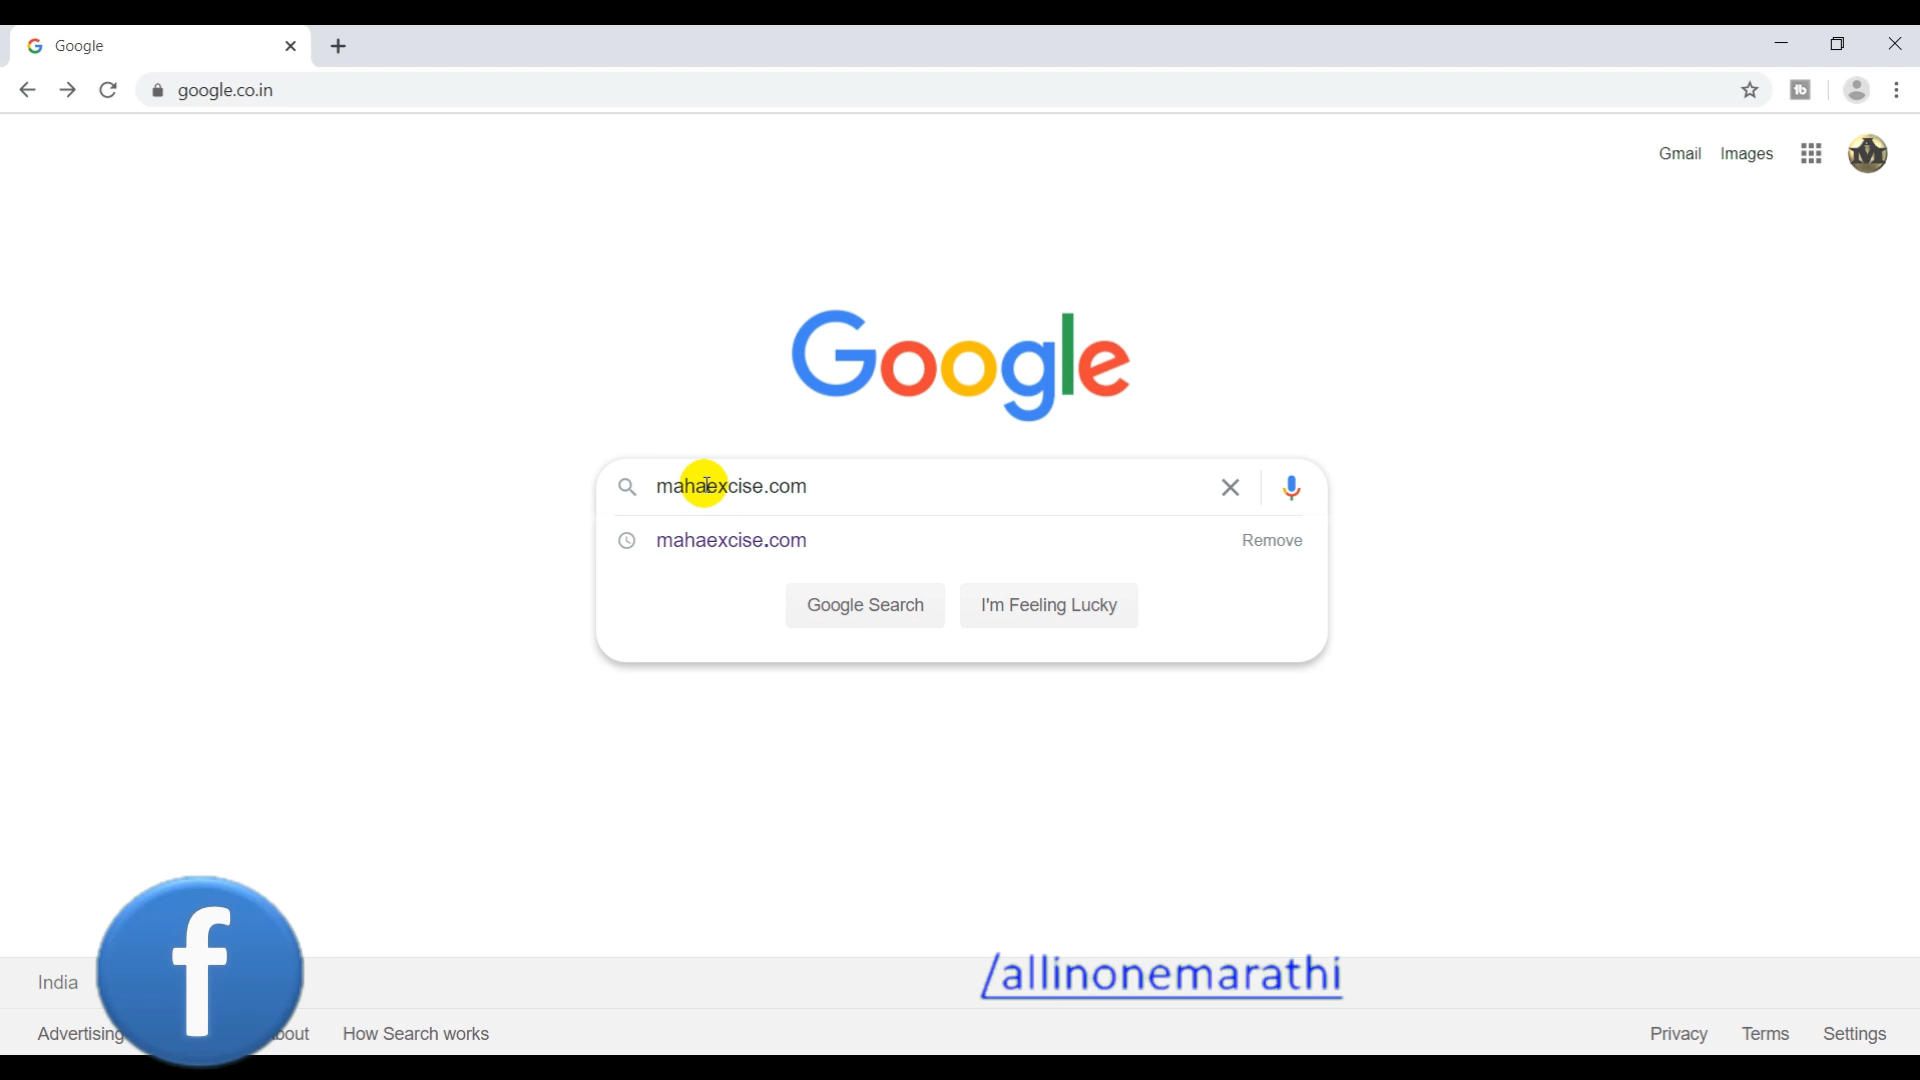 Google
google.co.in
Gmail Images
Google
mahaexcise.com
mahaexcise.com Remove
Google Search I'm Feeling Lucky
/allinonemarathi
India
Advertising How Search works Privacy Terms Settings